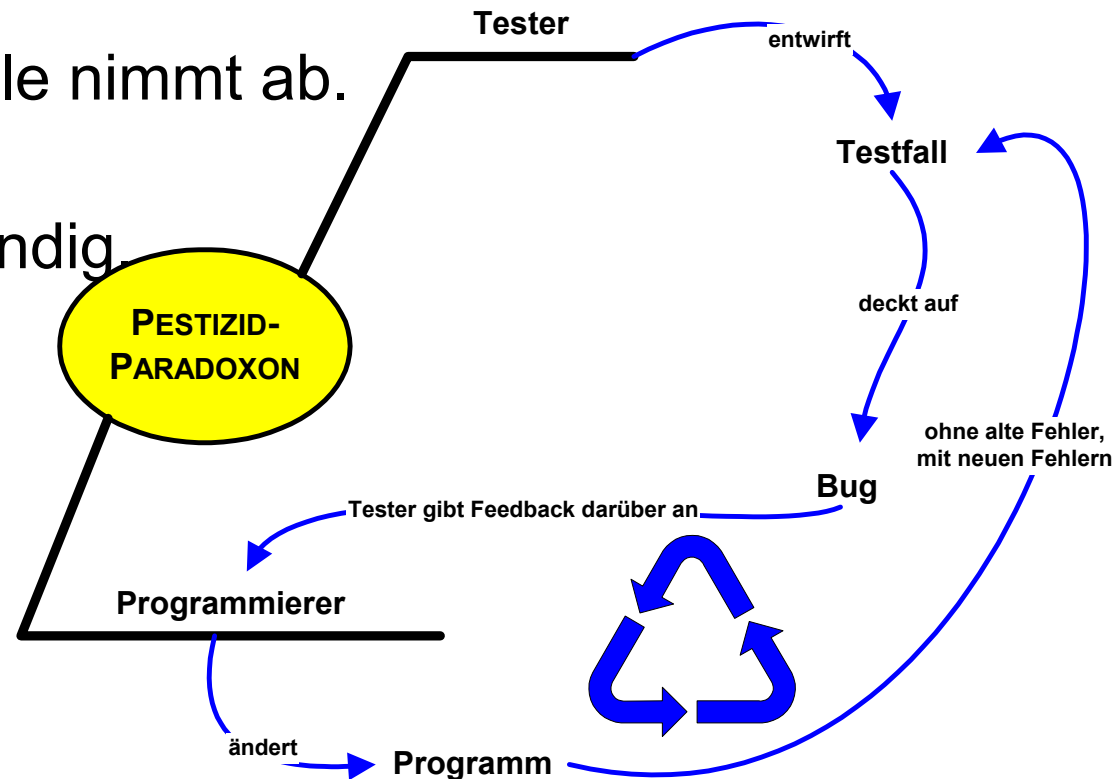 Tester
entwirft
le nimmt ab.
Testfall
ndig.
deckt auf
PESTIZID-
PARADOXON
ohne alte Fehler,
mit neuen Fehlern
Bug
Tester gibt Feedback darüber an
Programmierer
ändert
Programm